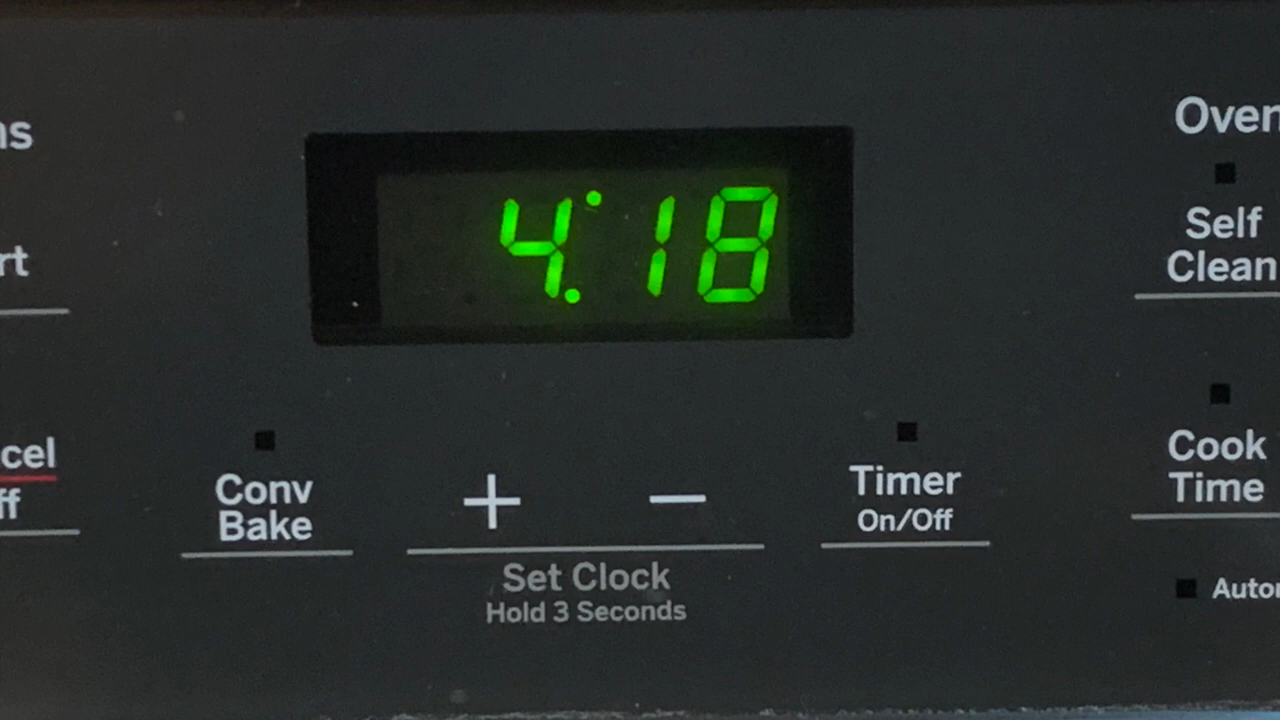 ns
rt
cel
ff
4:18
Conv
Bake
+ −
Set Clock
Hold 3 Seconds
Timer
On/Off
Oven
Self
Clean
Cook
Time
Auto